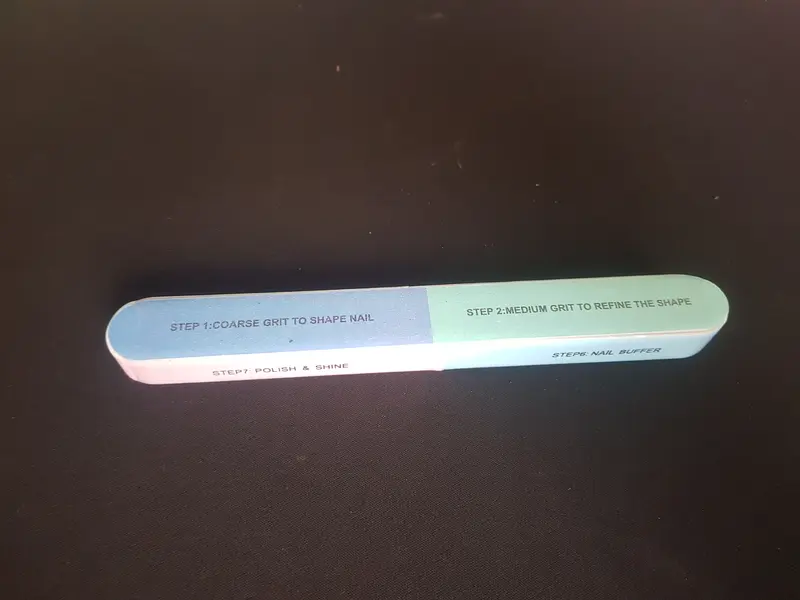 STEP 1:COARSE GRIT TO SHAPE NAIL
STEP 2:MEDIUM GRIT TO REFINE THE SHAPE
STEP7: POLISH & SHINE
STEP6: NAIL BUFFER